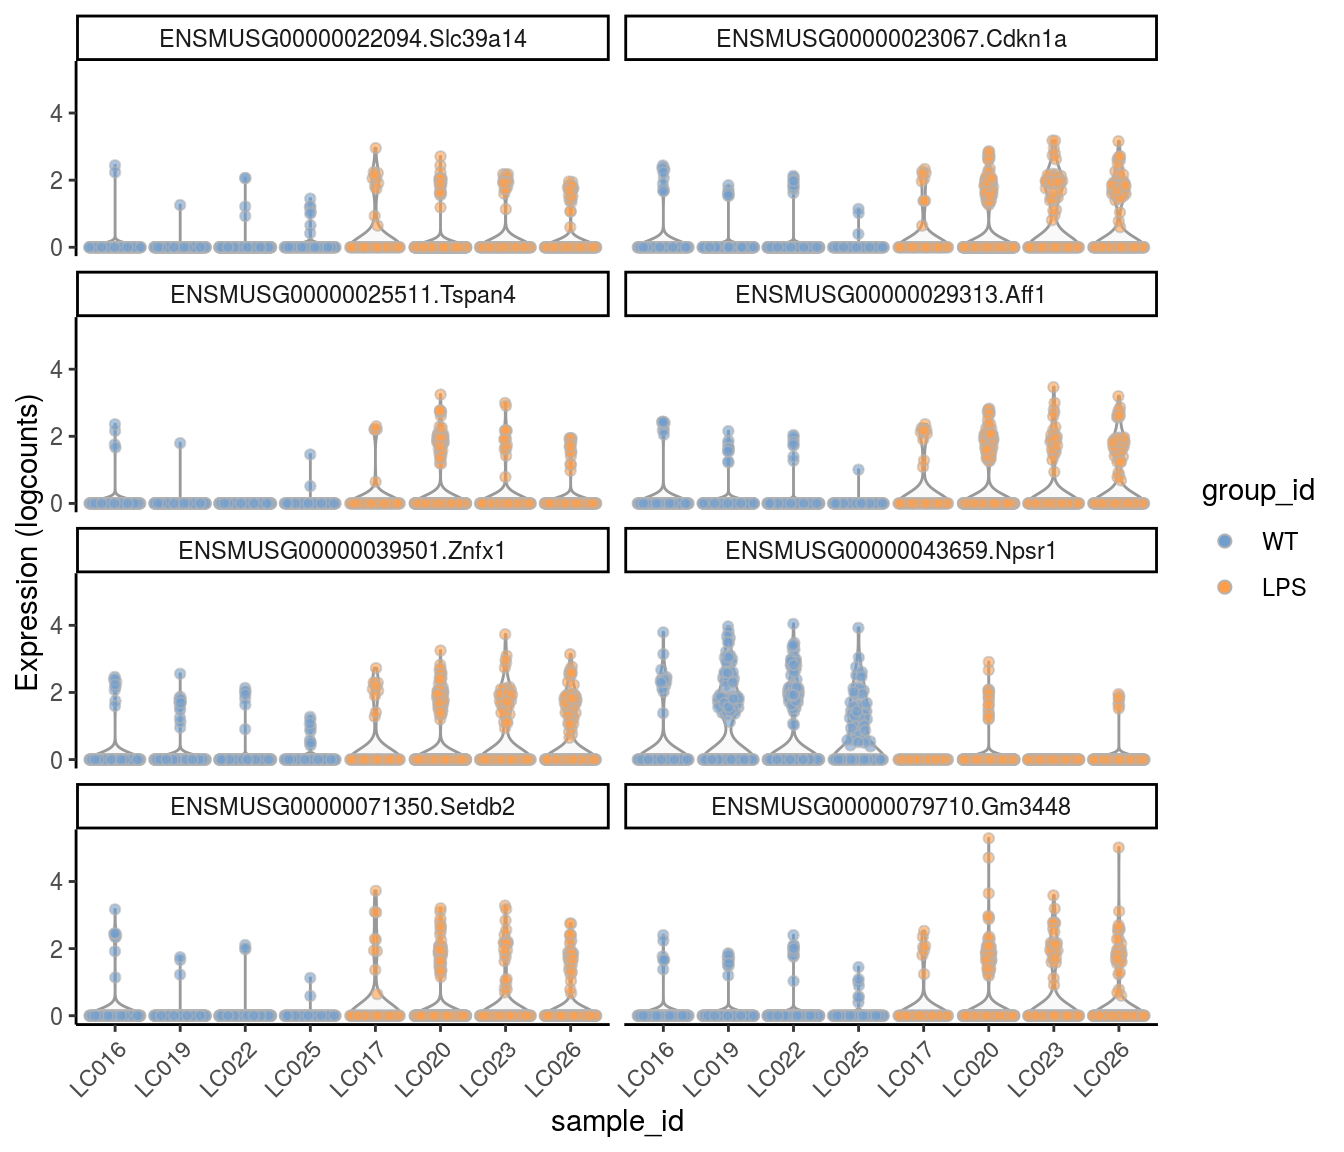 ENSMUSG00000022094.Slc39a14
ENSMUSG00000023067.Cdkn1a
4
2
0
ENSMUSG00000025511.Tspan4
ENSMUSG00000029313.Aff1
4
2
0
ENSMUSG00000039501.Znfx1
ENSMUSG00000043659.Npsr1
4
2
0
ENSMUSG00000071350.Setdb2
ENSMUSG00000079710.Gm3448
4
2
0
Expression (logcounts)
LC016 LC019 LC022 LC025 LC017 LC020 LC023 LC026
LC016 LC019 LC022 LC025 LC017 LC020 LC023 LC026
sample_id
group_id
WT
LPS